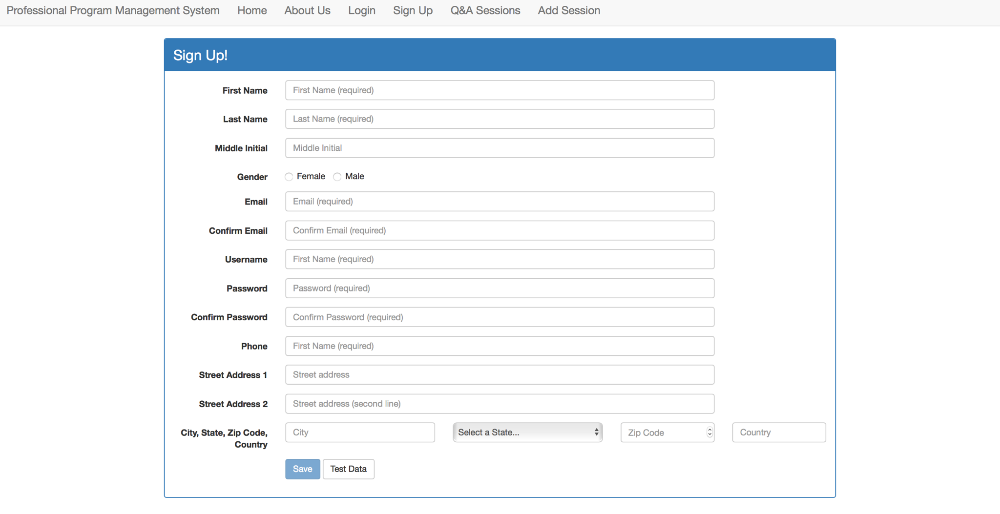 Professional Program Management System Home About Us Login Sign Up Q&A Sessions Add Session
Sign Up!
First Name First Name (required)
Last Name Last Name (required)
Middle Initial Middle Initial
Gender Female Male
Email Email (required)
Confirm Email Confirm Email (required)
Username First Name (required)
Password Password (required)
Confirm Password Confirm Password (required)
Phone First Name (required)
Street Address 1 Street address
Street Address 2 Street address (second line)
City, State, Zip Code, City Select a State... Zip Code Country
Country
Save Test Data